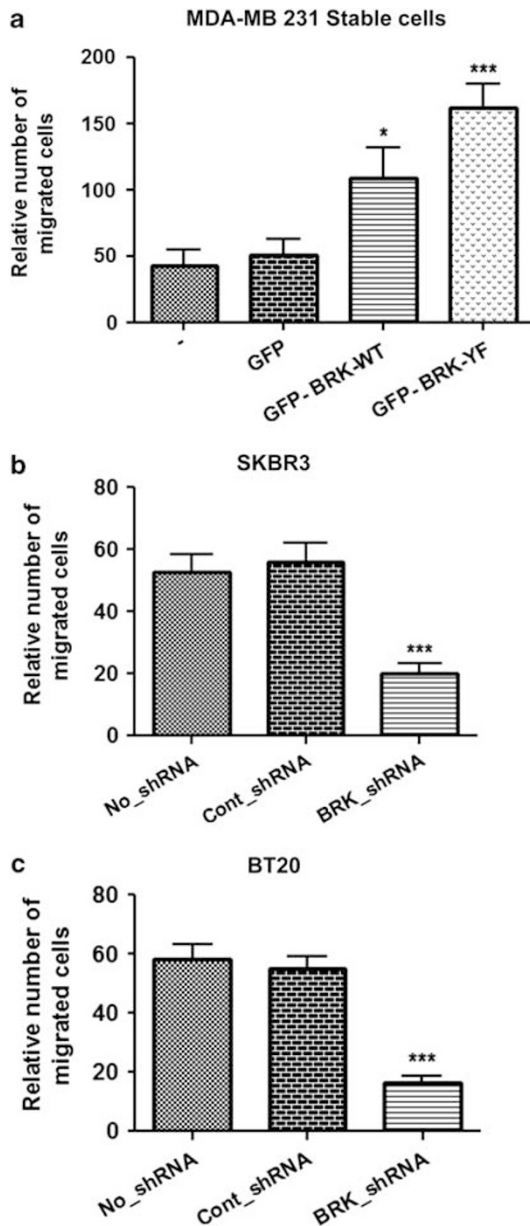 a
MDA-MB 231 Stable cells
Relative number of
migrated cells
200
150
100
50
0
*
***
-
GFP
GFP- BRK-WT
GFP- BRK-YF
b
SKBR3
Relative number of
migrated cells
80
60
40
20
0
***
No_shRNA
Cont_shRNA
BRK_shRNA
c
BT20
Relative number of
migrated cells
80
60
40
20
0
***
No_shRNA
Cont_shRNA
BRK_shRNA